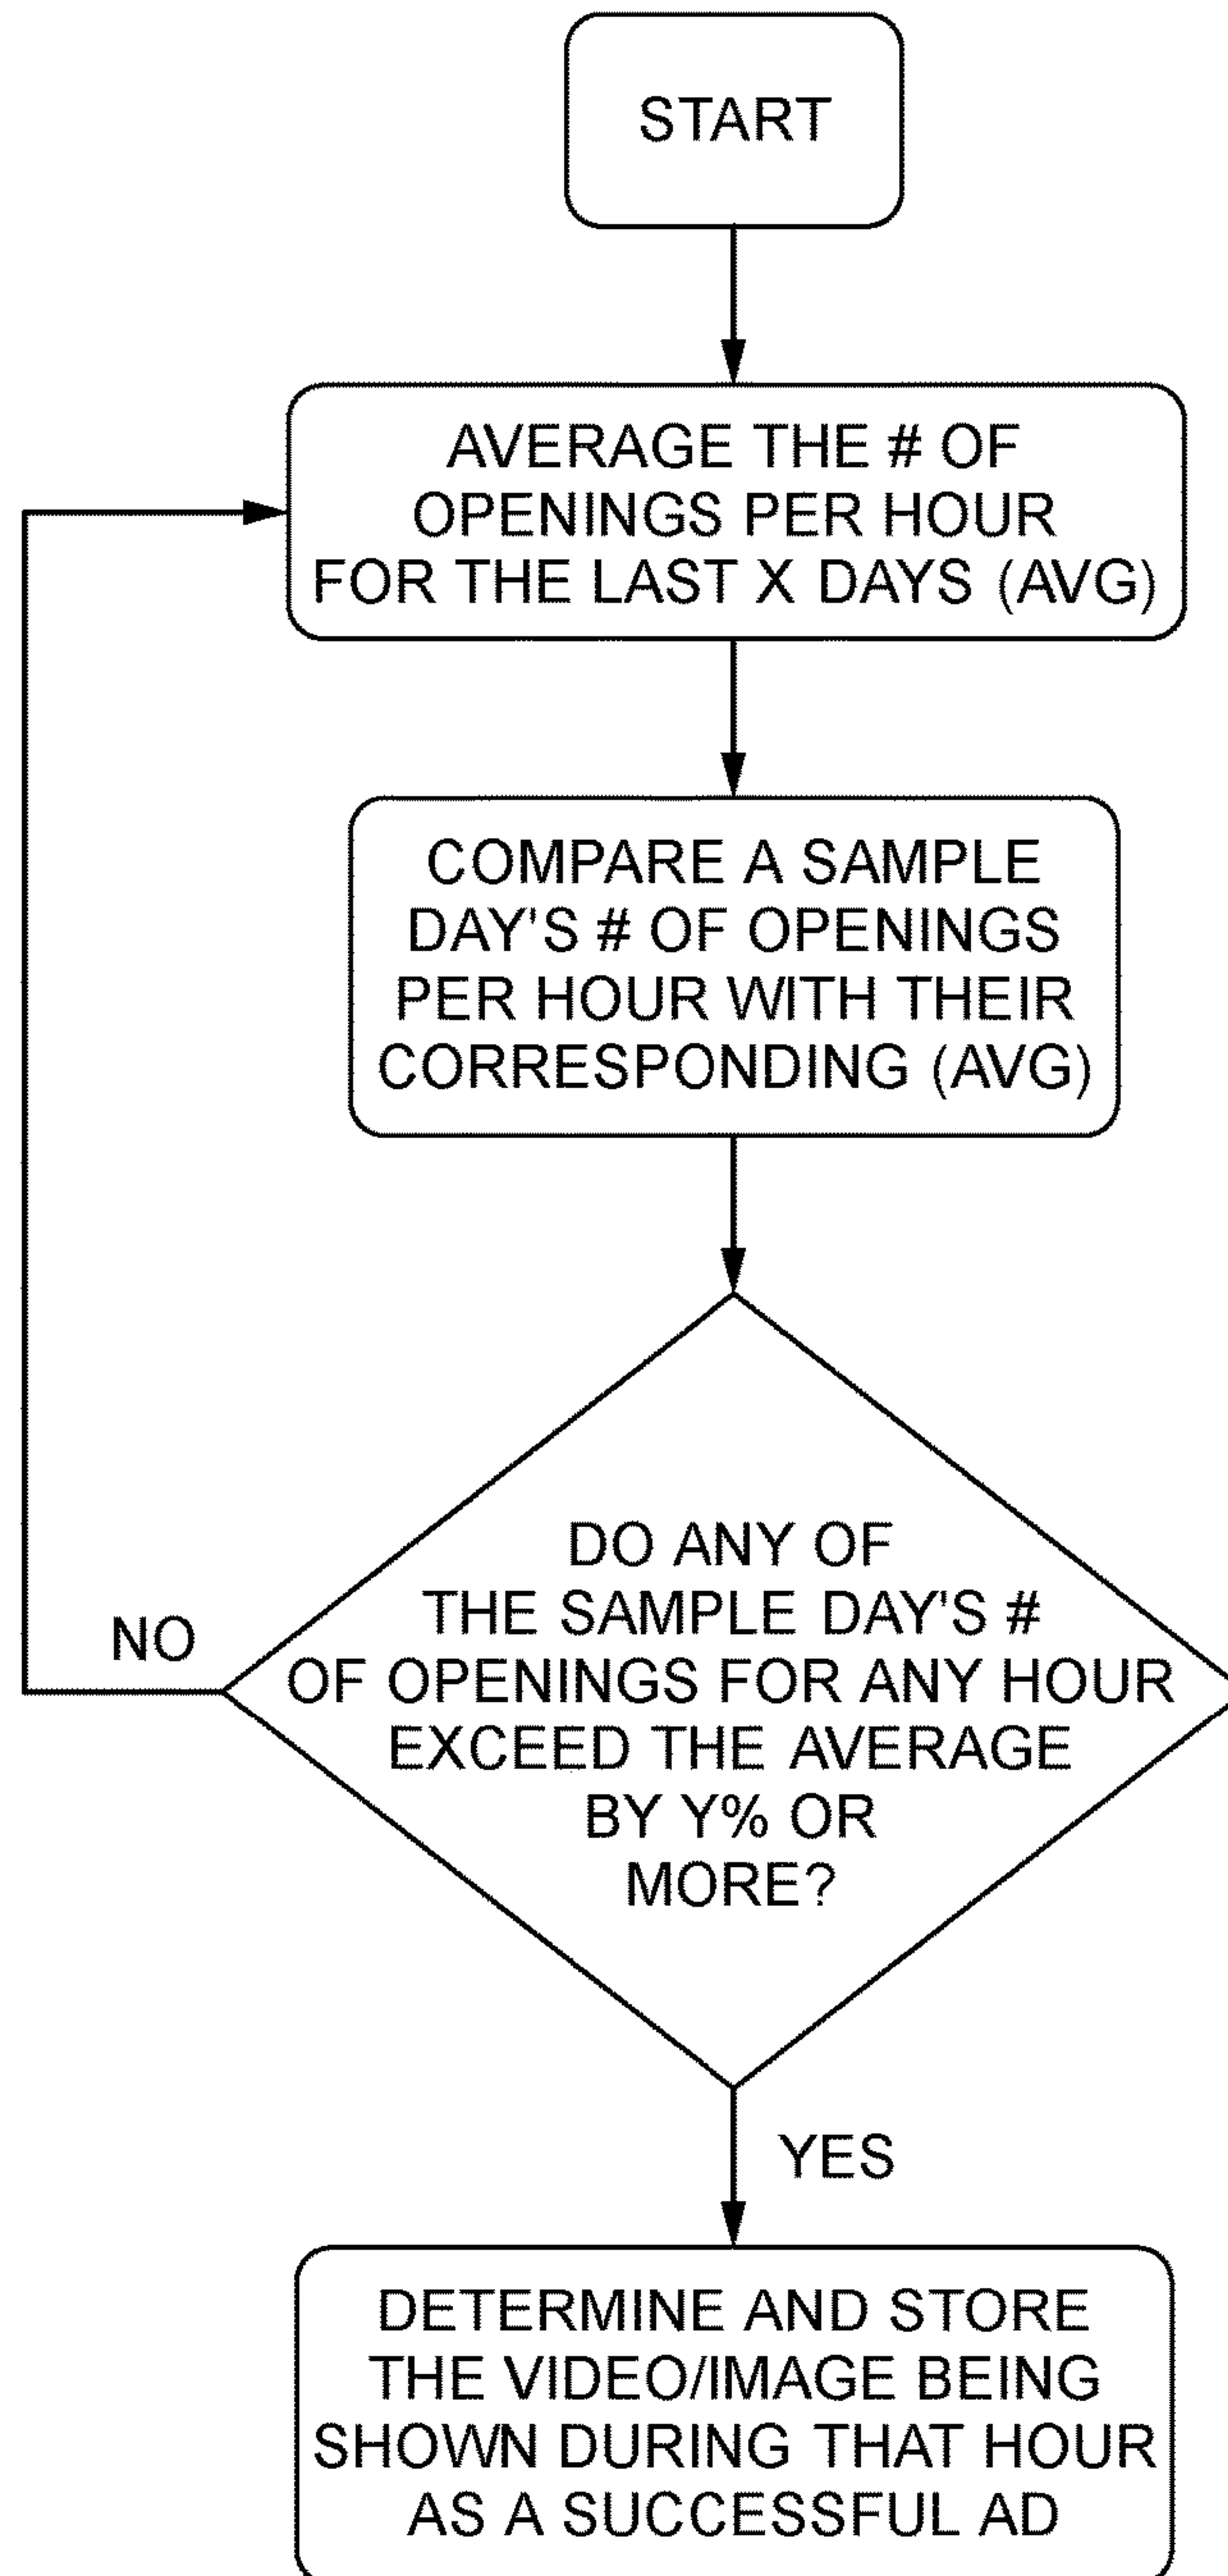 START
AVERAGE THE # OF
OPENINGS PER HOUR
FOR THE LAST X DAYS (AVG)
COMPARE A SAMPLE
DAY'S # OF OPENINGS
PER HOUR WITH THEIR
CORRESPONDING (AVG)
DO ANY OF
THE SAMPLE DAY'S #
OF OPENINGS FOR ANY HOUR
EXCEED THE AVERAGE
BY Y% OR
MORE?
NO
YES
DETERMINE AND STORE
THE VIDEO/IMAGE BEING
SHOWN DURING THAT HOUR
AS A SUCCESSFUL AD